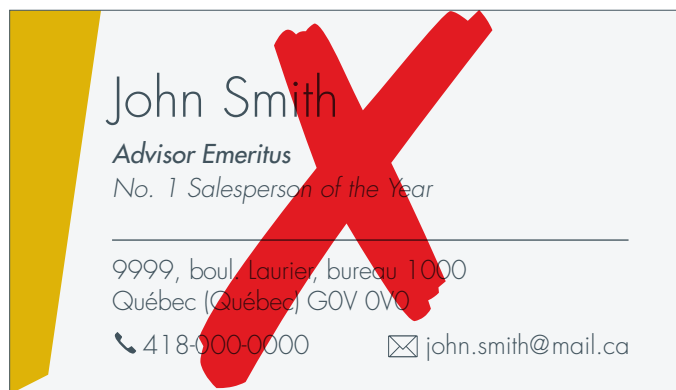 John Smith
Advisor Emeritus
No. 1 Salesperson of the Year
9999, boul. Laurier, bureau 1000
Québec (Québec) G0V 0V0
418-000-0000 john.smith@mail.ca